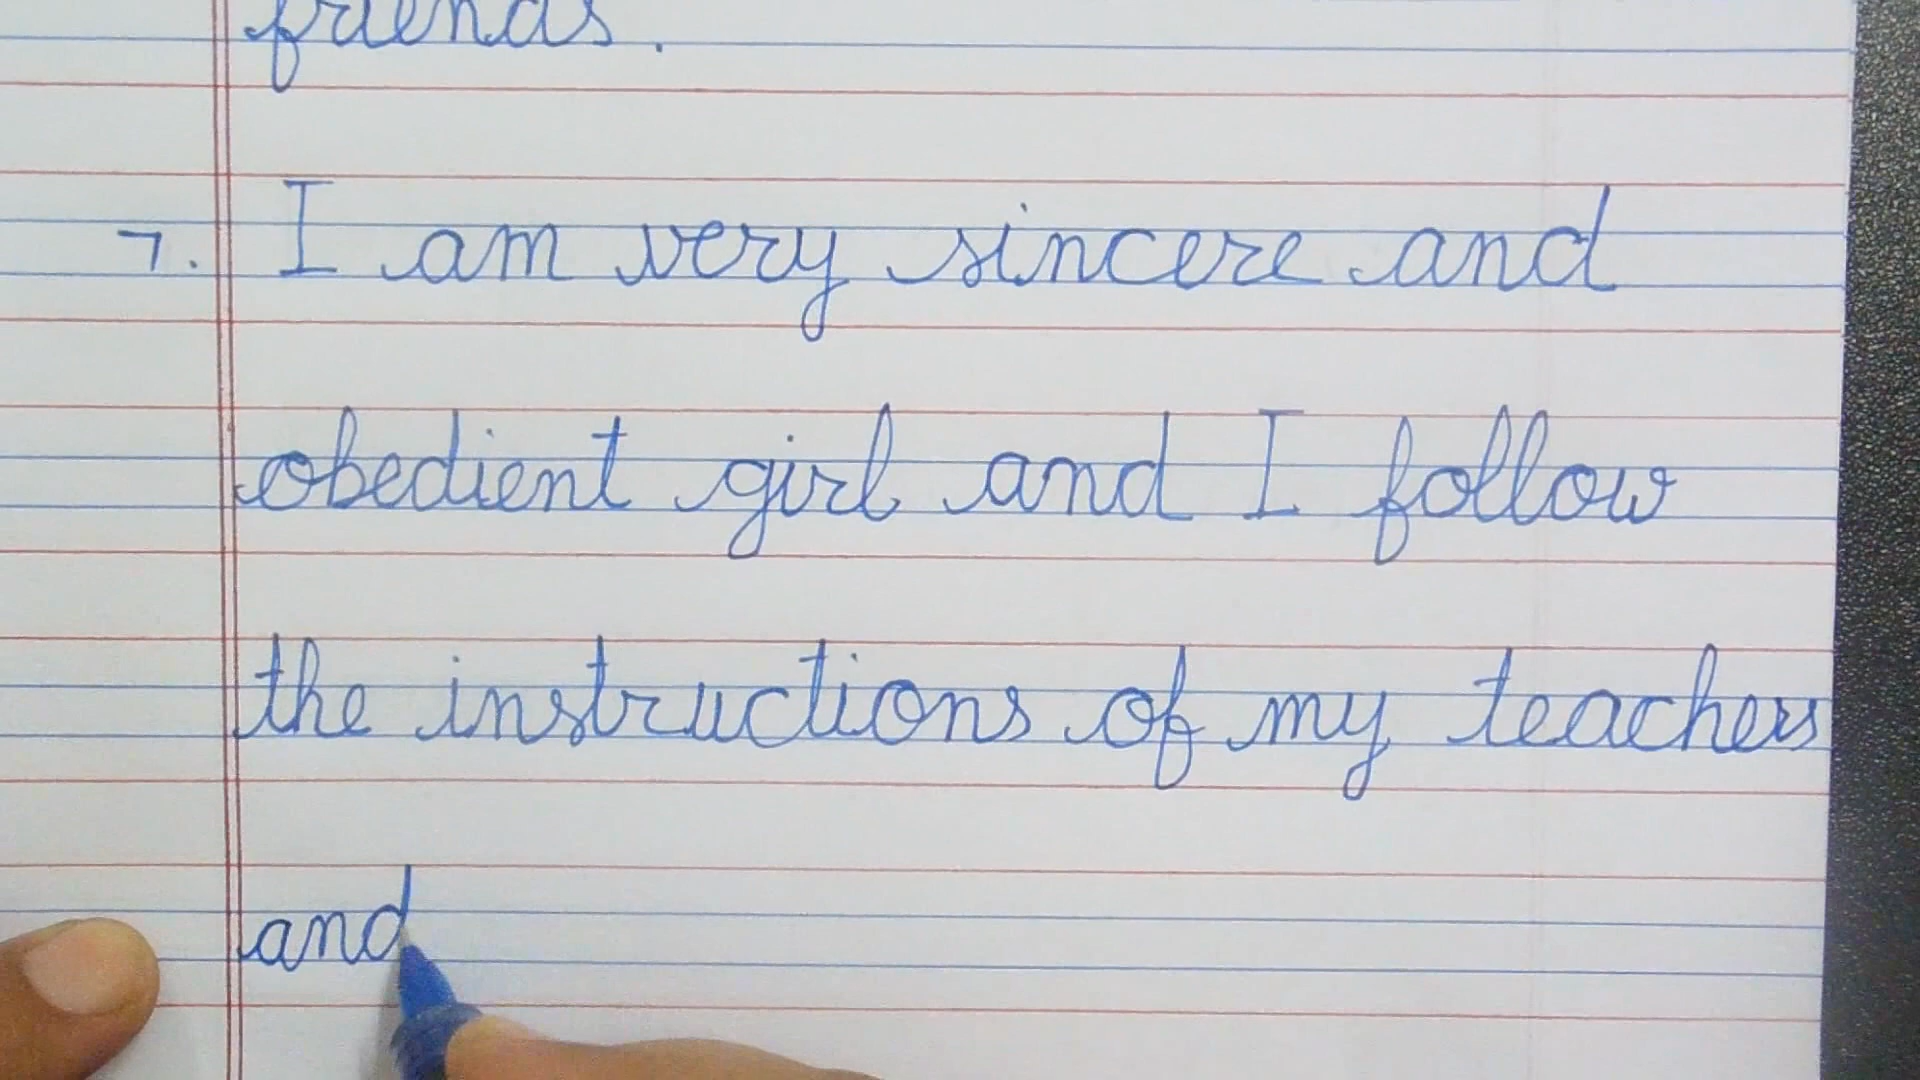 friends.
7. I am very sincere and
obedient girl and I follow
the instructions of my teachers
and